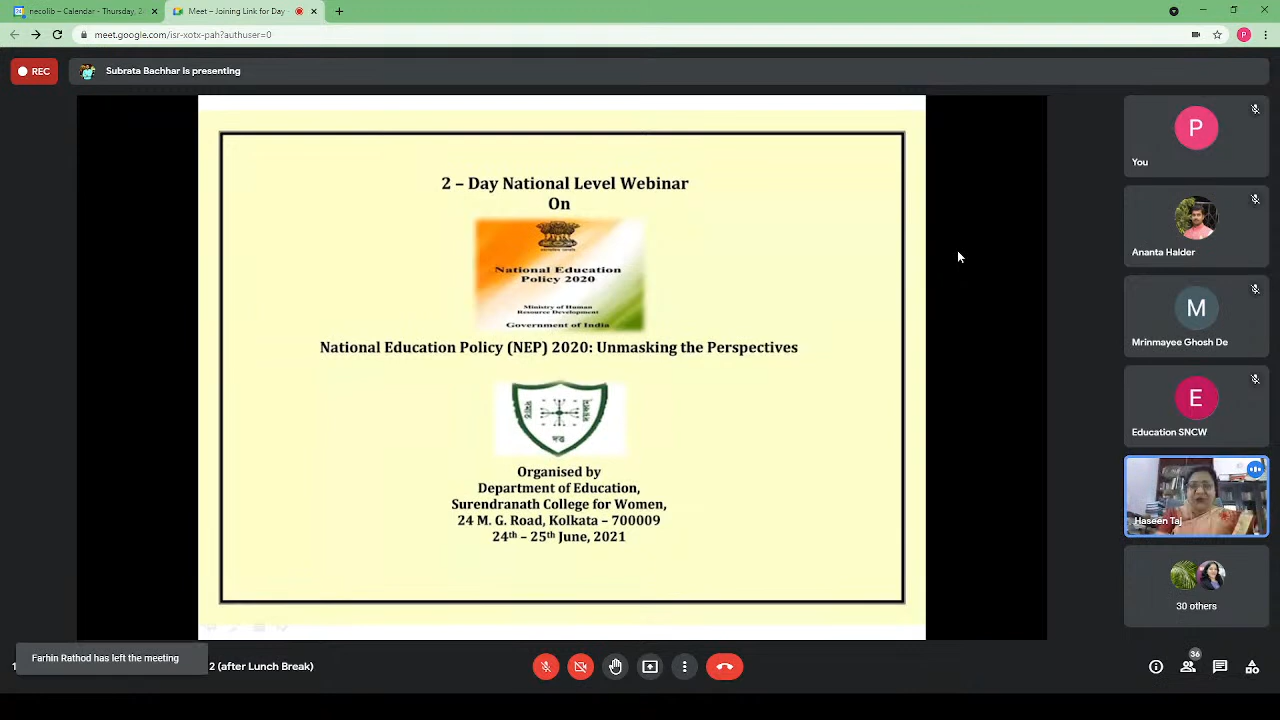 necolib – Calendar - Thursday, 2
Meet – Joining Link for Day -
meet.google.com/isr-xotx-pah?authuser=0
P
REC
Subrata Bachhar is presenting
2 – Day National Level Webinar
On
National Education
Policy 2020
Ministry of Human
Resource Development
Government of India
National Education Policy (NEP) 2020: Unmasking the Perspectives
Organised by
Department of Education,
Surendranath College for Women,
24 M. G. Road, Kolkata – 700009
24th – 25th June, 2021
P
You
Ananta Halder
M
Mrinmayee Ghosh De
E
Education SNCW
Haseen Taj
30 others
Farhin Rathod has left the meeting
2 (after Lunch Break)
36